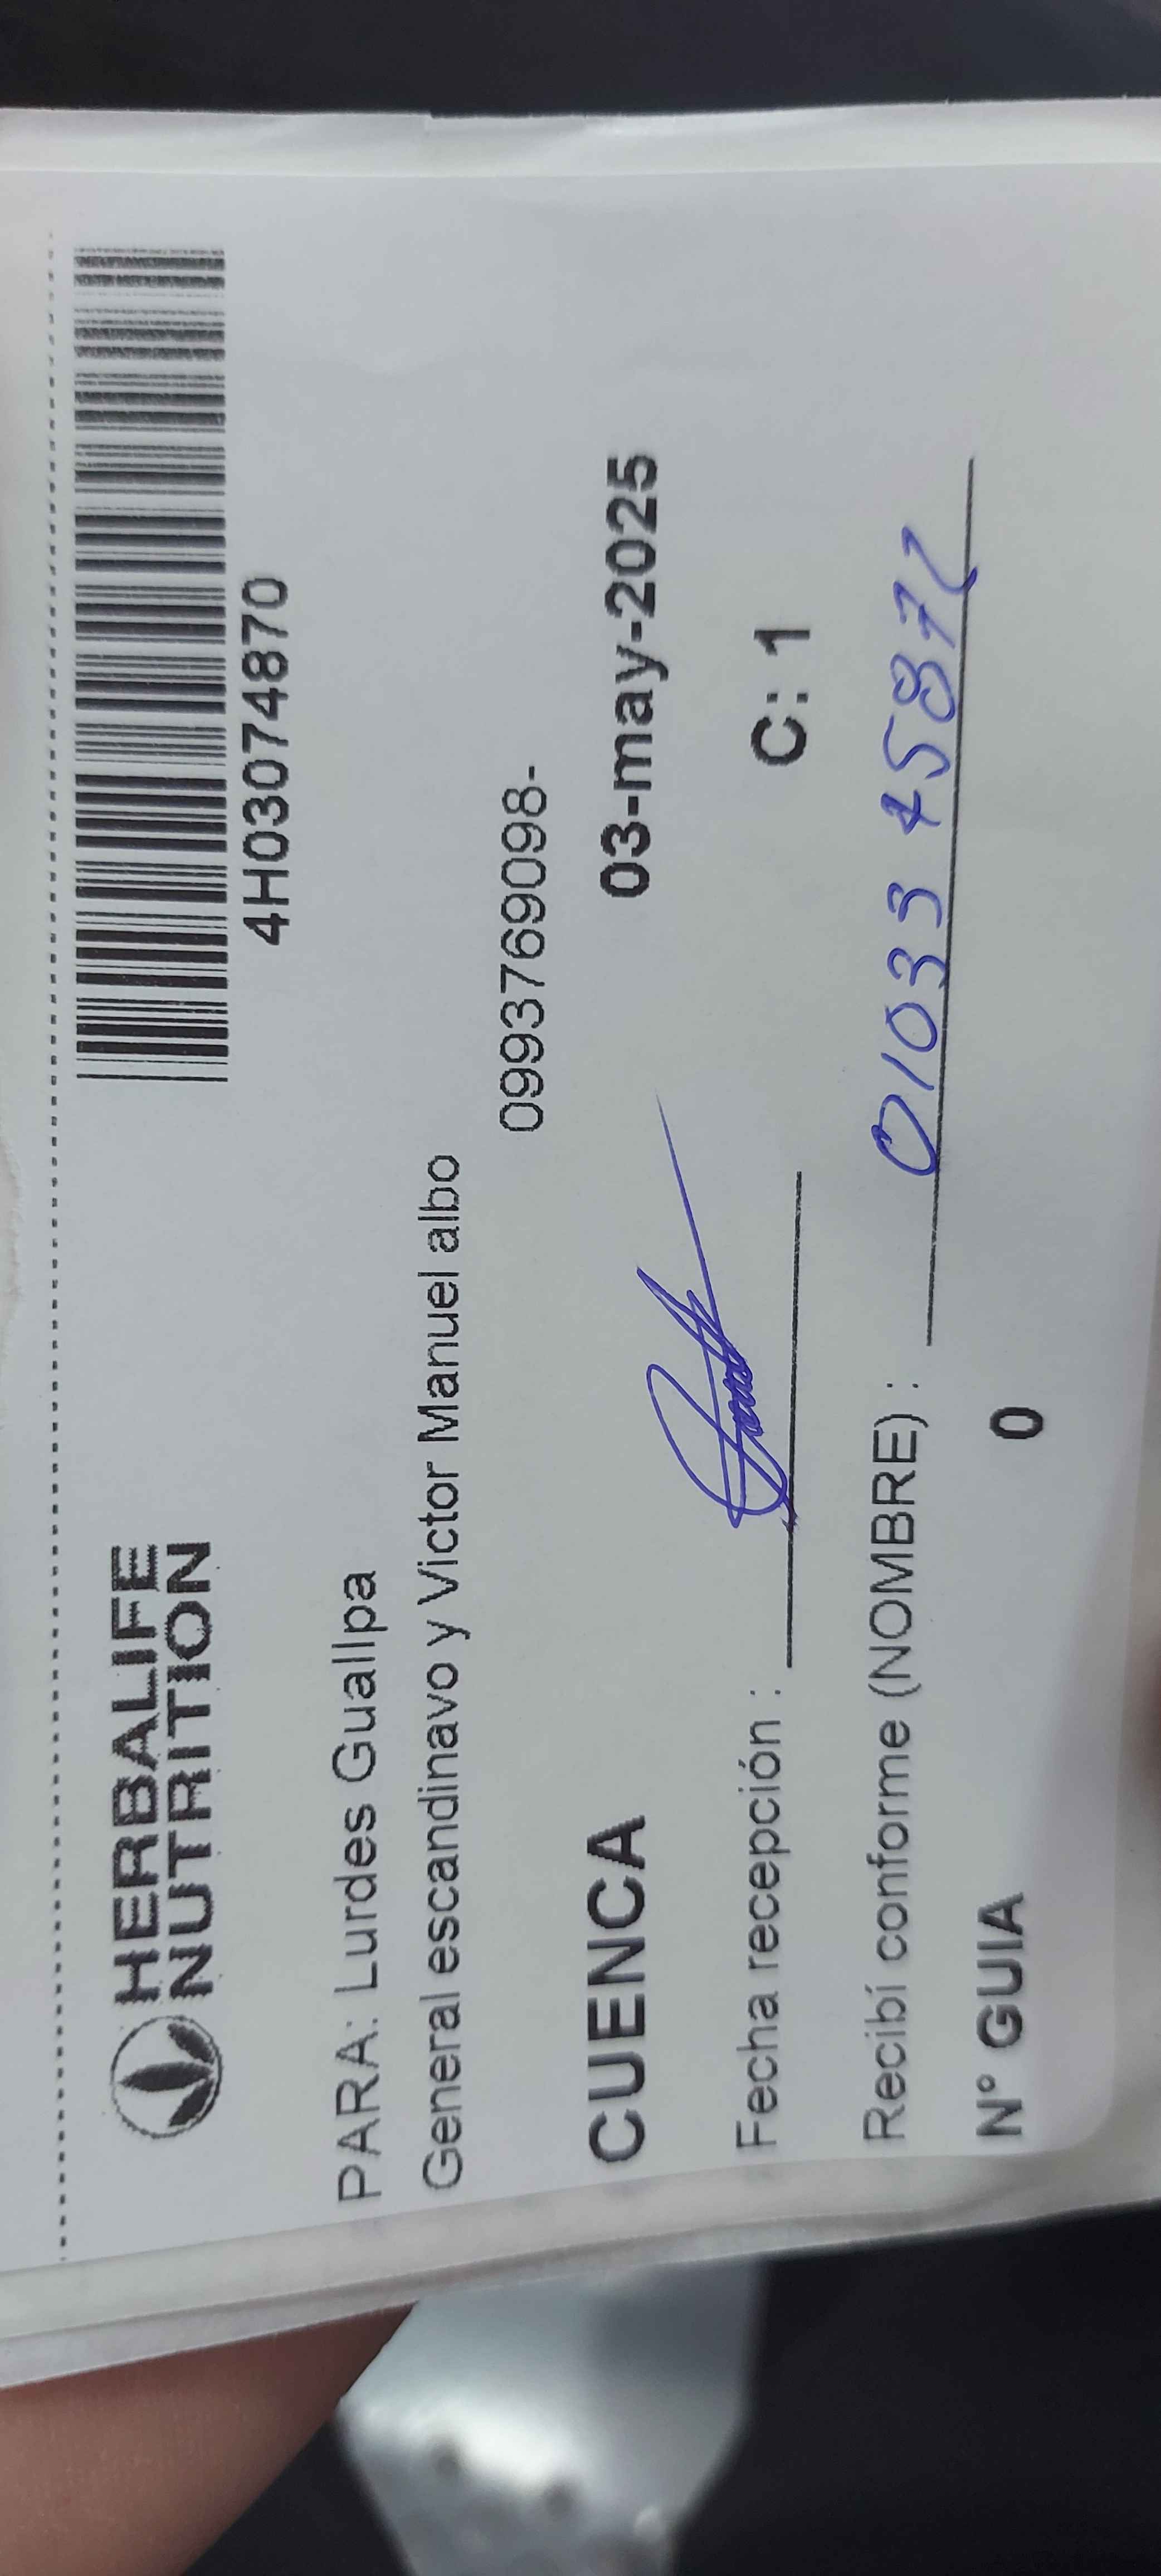 HERBALIFE
NUTRITION
4H03074870
PARA: Lurdes Guallpa
General escandinavo y Victor Manuel albo
0993769098-
CUENCA 03-may-2025
Fecha recepción : C: 1
Recibí conforme (NOMBRE) :
N° GUIA 0